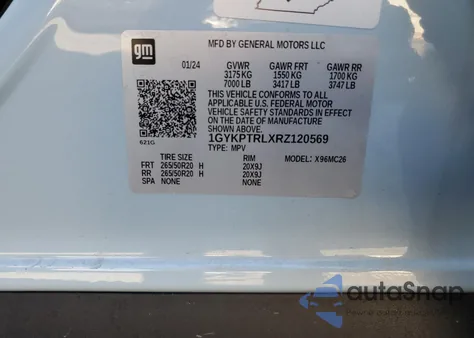 gm
MFD BY GENERAL MOTORS LLC
01/24 GVWR GAWR FRT GAWR RR
3175 KG 1550 KG 1700 KG
7000 LB 3417 LB 3747 LB
THIS VEHICLE CONFORMS TO ALL
APPLICABLE U.S. FEDERAL MOTOR
VEHICLE SAFETY STANDARDS IN EFFECT
ON THE DATE OF MANUFACTURE SHOWN ABOVE.
1GYKPTRLXRZ120569
621G TYPE: MPV
TIRE SIZE RIM MODEL: X96MC26
FRT 265/50R20 H 20X9J
RR 265/50R20 H 20X9J
SPA NONE NONE
autoSnap